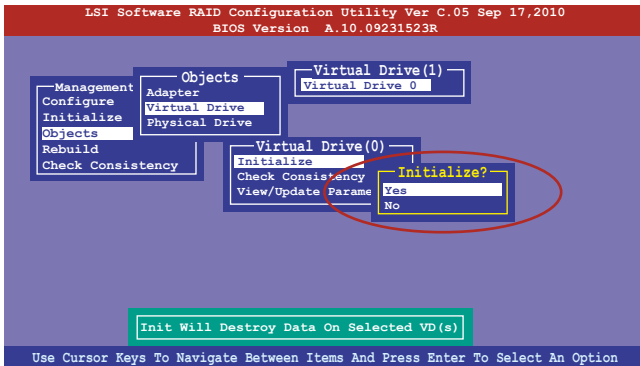 LSI Software RAID Configuration Utility Ver C.05 Sep 17,2010
BIOS Version A.10.09231523R
Management
Configure
Initialize
Objects
Rebuild
Check Consistency
Objects
Adapter
Virtual Drive
Physical Drive
Virtual Drive(1)
Virtual Drive 0
Virtual Drive(0)
Initialize
Check Consistency
View/Update Parame
Initialize?
Yes
No
Init Will Destroy Data On Selected VD(s)
Use Cursor Keys To Navigate Between Items And Press Enter To Select An Option